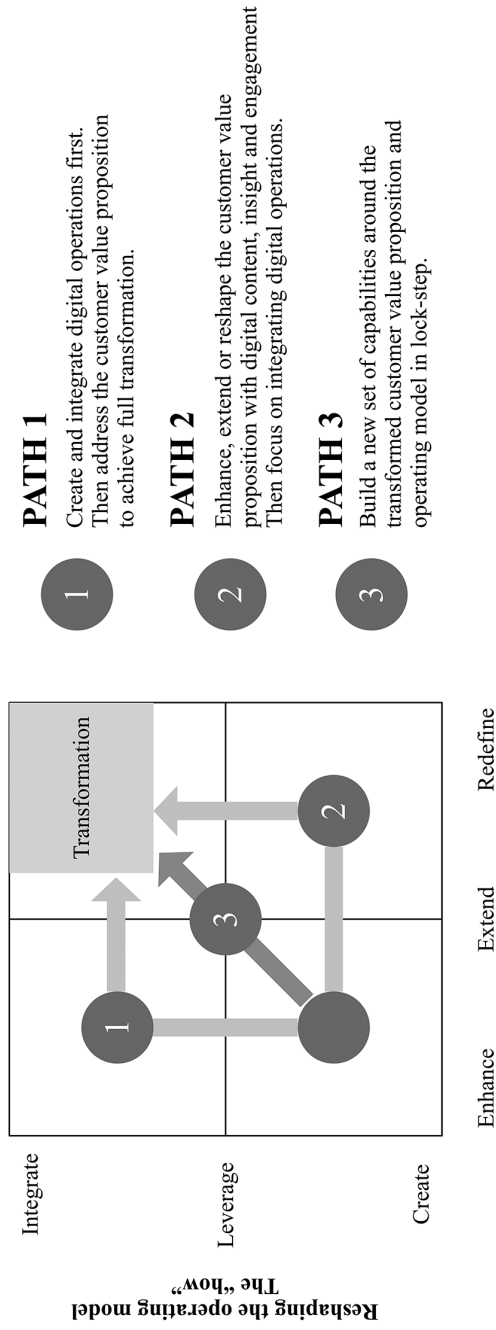 Reshaping the operating model
The “how”
Integrate
Leverage
Create
Transformation
1
3
2
Enhance
Extend
Redefine
1
PATH 1
Create and integrate digital operations first.
Then address the customer value proposition
to achieve full transformation.
2
PATH 2
Enhance, extend or reshape the customer value
proposition with digital content, insight and engagement
Then focus on integrating digital operations.
3
PATH 3
Build a new set of capabilities around the
transformed customer value proposition and
operating model in lock-step.